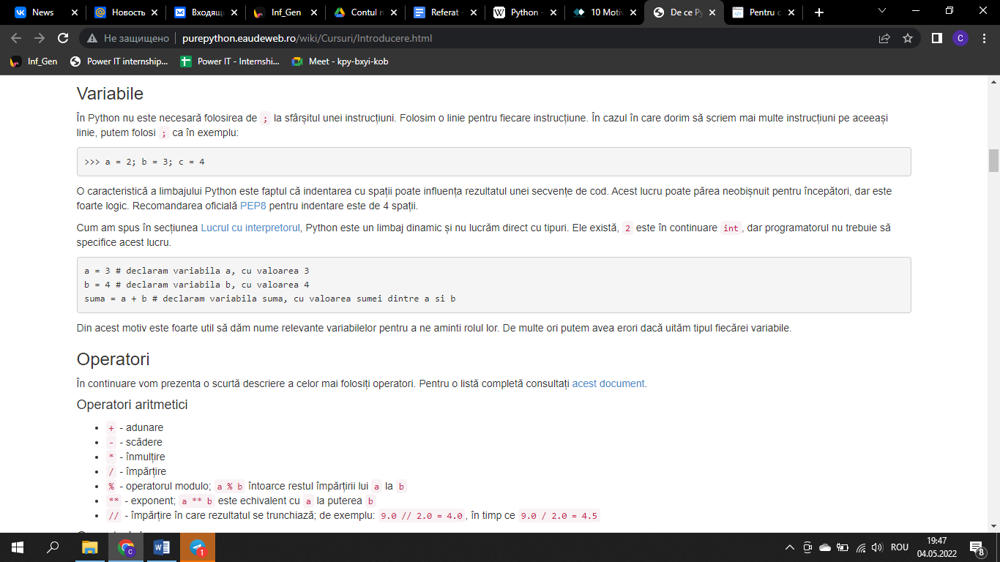 News
Новость
Входящи
Inf_Gen
Contul m
Referat -
Python -
10 Motiv
De ce Py
Pentru c
Не защищено
purepython.eaudeweb.ro/wiki/Cursuri/Introducere.html
C
Inf_Gen
Power IT internship...
Power IT - Internshi...
Meet - kpy-bxyi-kob
Variabile
În Python nu este necesară folosirea de ; la sfârșitul unei instrucțiuni. Folosim o linie pentru fiecare instrucțiune. În cazul în care dorim să scriem mai multe instrucțiuni pe aceeași
linie, putem folosi ; ca în exemplu:
>>> a = 2; b = 3; c = 4
O caracteristică a limbajului Python este faptul că indentarea cu spații poate influența rezultatul unei secvențe de cod. Acest lucru poate părea neobișnuit pentru începători, dar este
foarte logic. Recomandarea oficială PEP8 pentru indentare este de 4 spații.
Cum am spus în secțiunea Lucrul cu interpretorul, Python este un limbaj dinamic și nu lucrăm direct cu tipuri. Ele există, 2 este în continuare int, dar programatorul nu trebuie să
specifice acest lucru.
a = 3 # declaram variabila a, cu valoarea 3
b = 4 # declaram variabila b, cu valoarea 4
suma = a + b # declaram variabila suma, cu valoarea sumei dintre a si b
Din acest motiv este foarte util să dăm nume relevante variabilelor pentru a ne aminti rolul lor. De multe ori putem avea erori dacă uităm tipul fiecărei variabile.
Operatori
În continuare vom prezenta o scurtă descriere a celor mai folosiți operatori. Pentru o listă completă consultați acest document.
Operatori aritmetici
+ - adunare
- - scădere
* - înmulțire
/ - împărțire
% - operatorul modulo; a % b întoarce restul împărțirii lui a la b
** - exponent; a ** b este echivalent cu a la puterea b
// - împărțire în care rezultatul se trunchiază; de exemplu: 9.0 // 2.0 = 4.0, în timp ce 9.0 / 2.0 = 4.5
C
1
ROU
19:47
04.05.2022
8